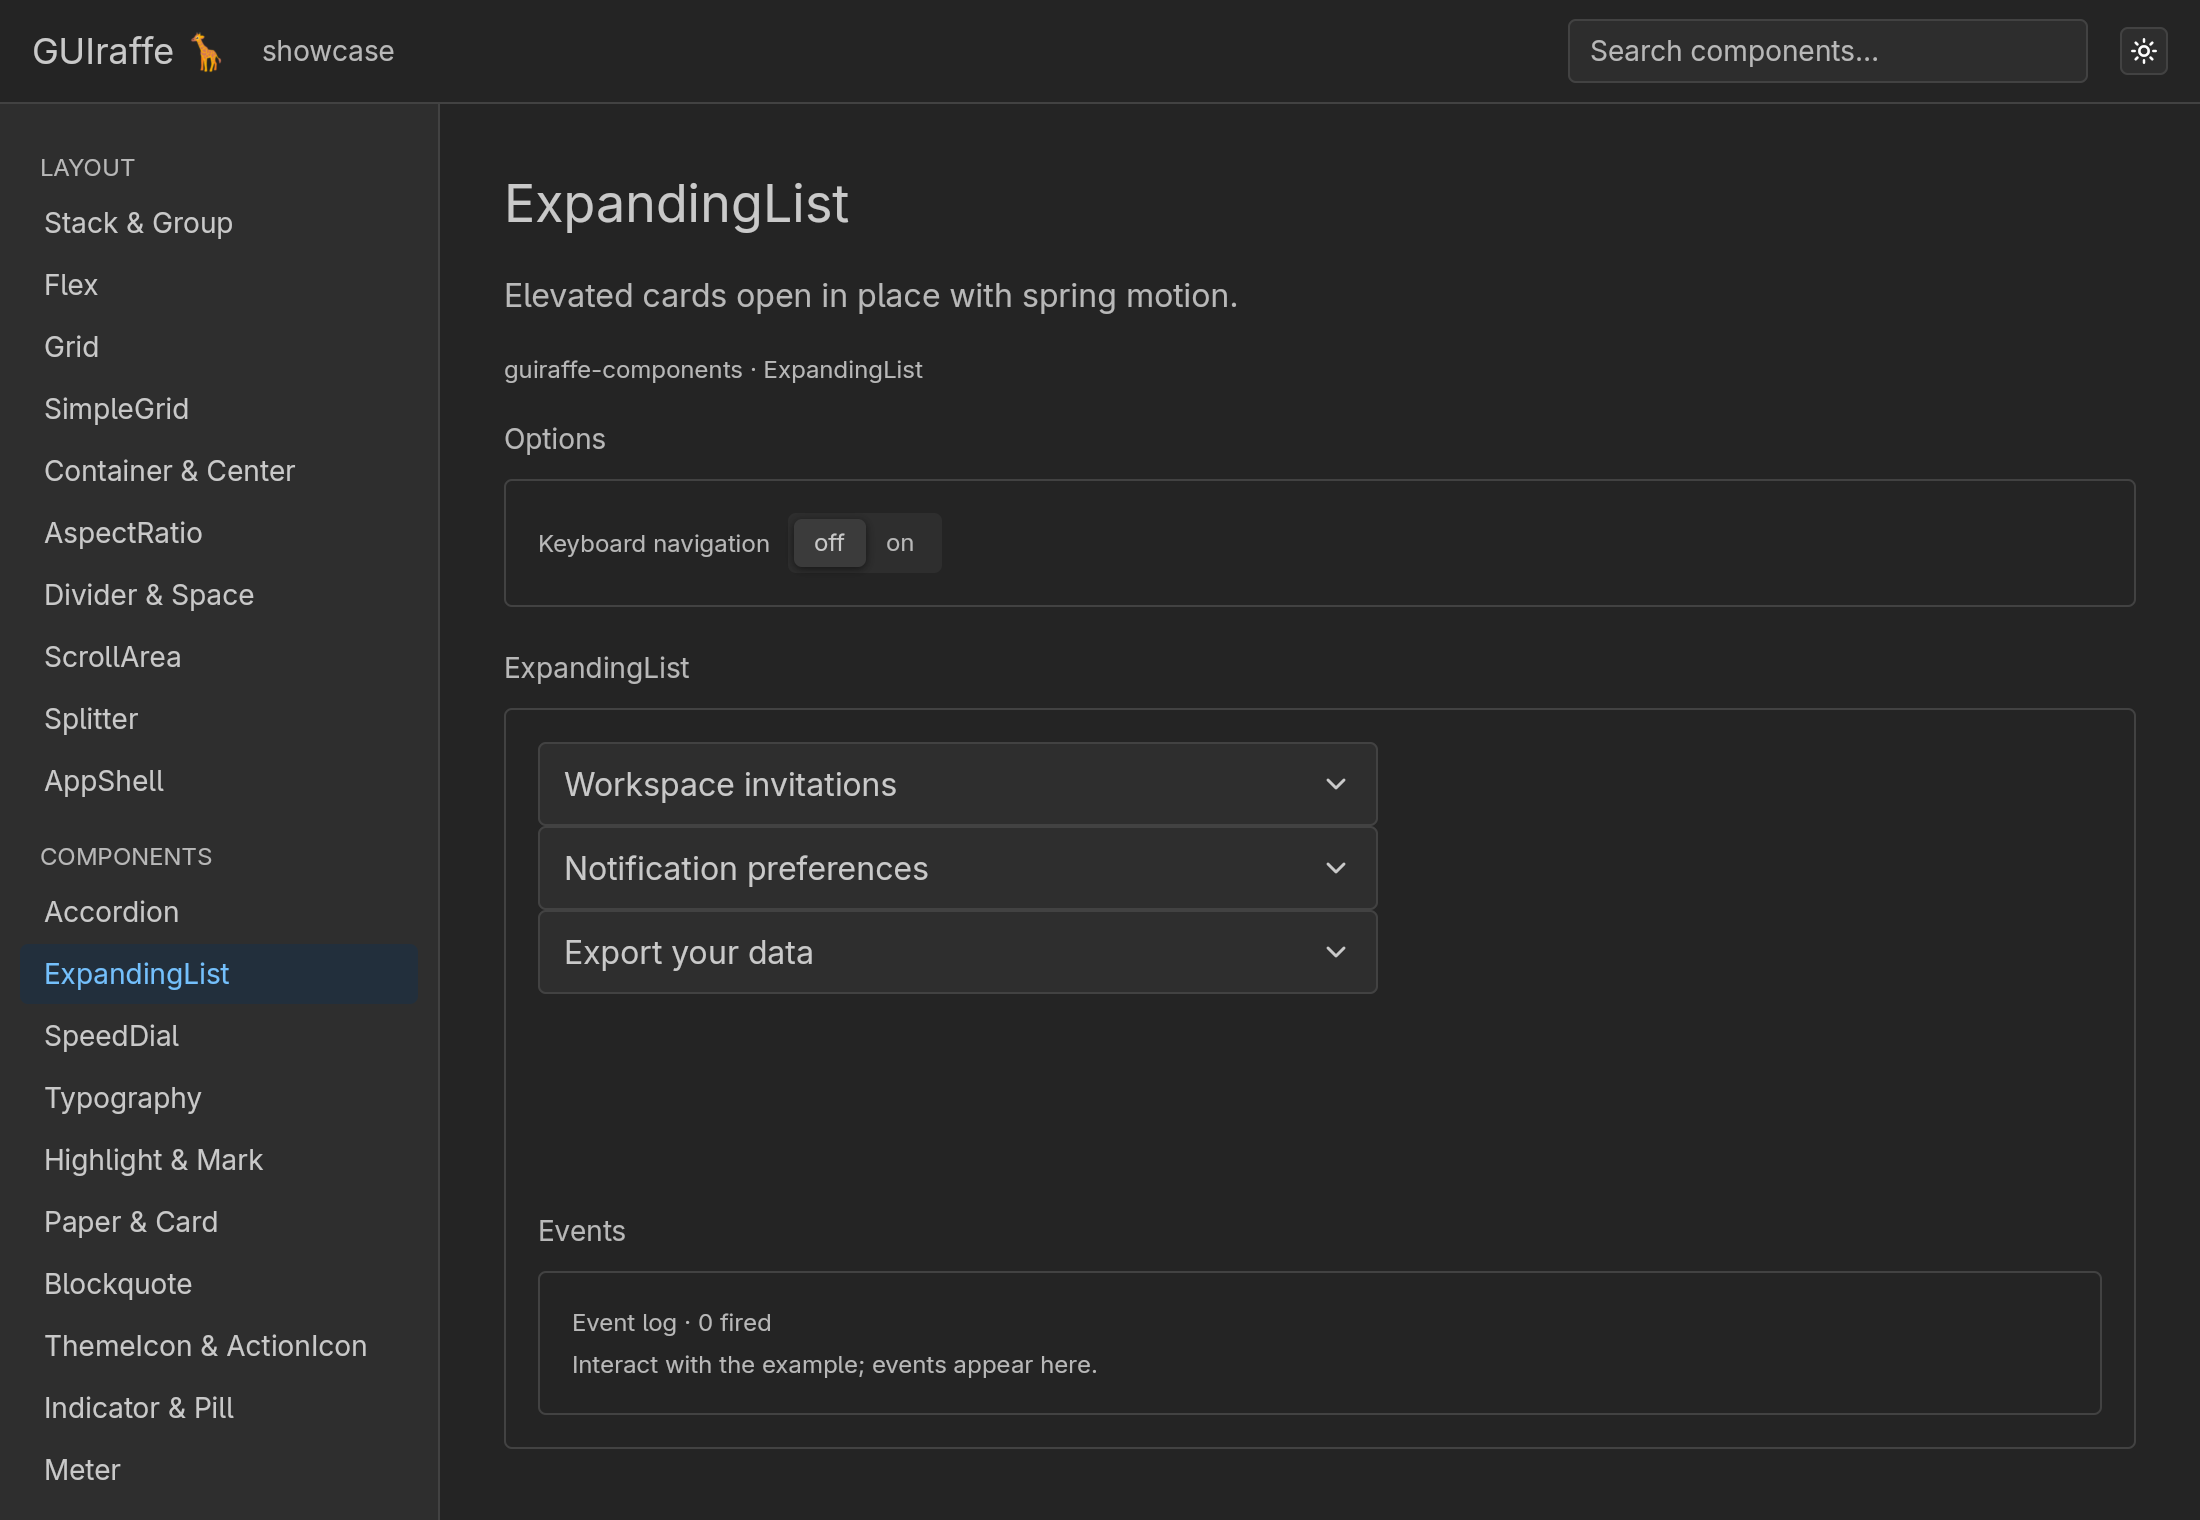 GUIraffe 🦒 showcase
Search components...
LAYOUT
Stack & Group
Flex
Grid
SimpleGrid
Container & Center
AspectRatio
Divider & Space
ScrollArea
Splitter
AppShell
COMPONENTS
Accordion
ExpandingList
SpeedDial
Typography
Highlight & Mark
Paper & Card
Blockquote
ThemeIcon & ActionIcon
Indicator & Pill
Meter
ExpandingList
Elevated cards open in place with spring motion.
guiraffe-components · ExpandingList
Options
Keyboard navigation off on
ExpandingList
Workspace invitations
Notification preferences
Export your data
Events
Event log · 0 fired
Interact with the example; events appear here.